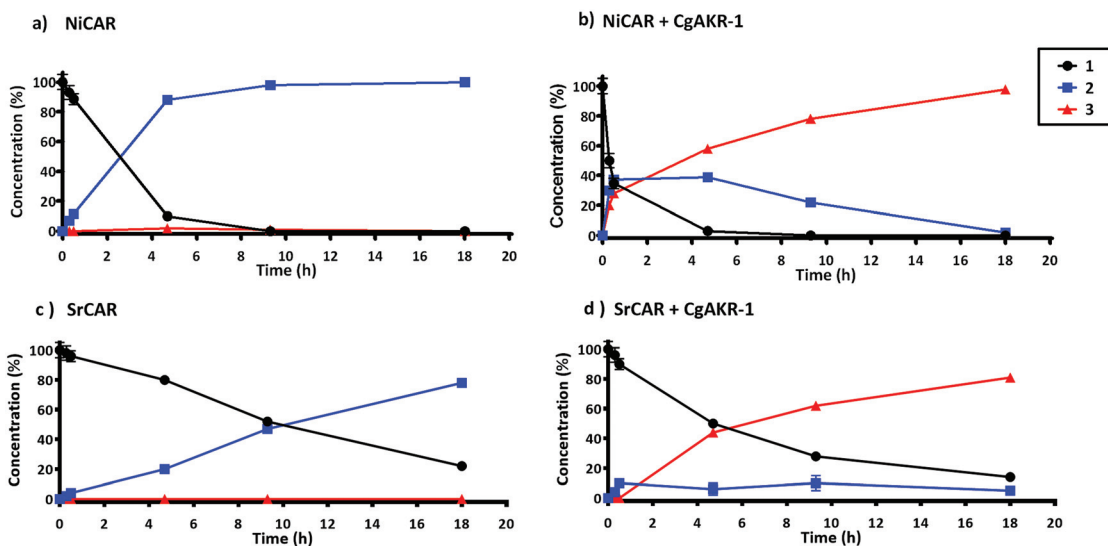 a) NiCAR
Concentration (%)
100
80
60
40
20
0
0 2 4 6 8 10 12 14 16 18 20
Time (h)
b) NiCAR + CgAKR-1
Concentration (%)
100
80
60
40
20
0
0 2 4 6 8 10 12 14 16 18 20
Time (h)
1
2
3
c) SrCAR
Concentration (%)
100
80
60
40
20
0
0 2 4 6 8 10 12 14 16 18 20
Time (h)
d ) SrCAR + CgAKR-1
Concentration (%)
100
80
60
40
20
0
0 2 4 6 8 10 12 14 16 18 20
Time (h)